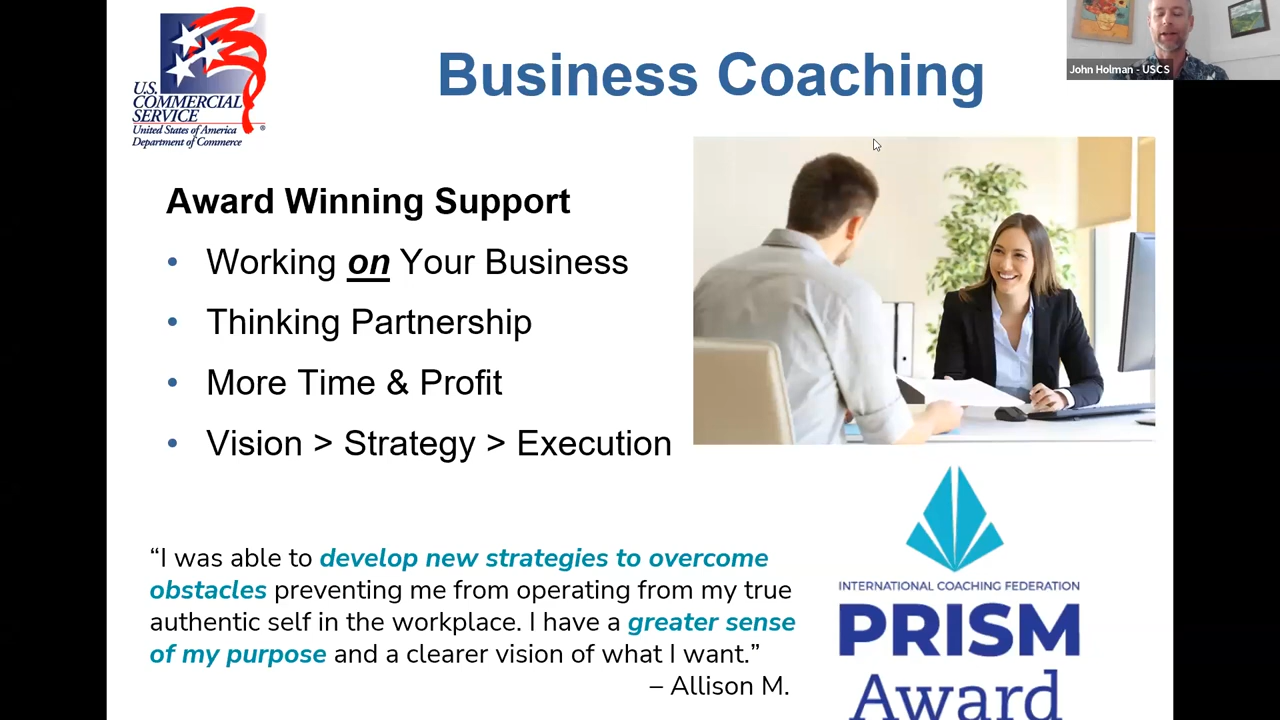 Business Coaching
John Holman - USCS
U.S.
COMMERCIAL
SERVICE
United States of America
Department of Commerce
®
Award Winning Support
• Working on Your Business
• Thinking Partnership
• More Time & Profit
• Vision > Strategy > Execution
“I was able to develop new strategies to overcome
obstacles preventing me from operating from my true
authentic self in the workplace. I have a greater sense
of my purpose and a clearer vision of what I want.”
– Allison M.
INTERNATIONAL COACHING FEDERATION
PRISM
Award